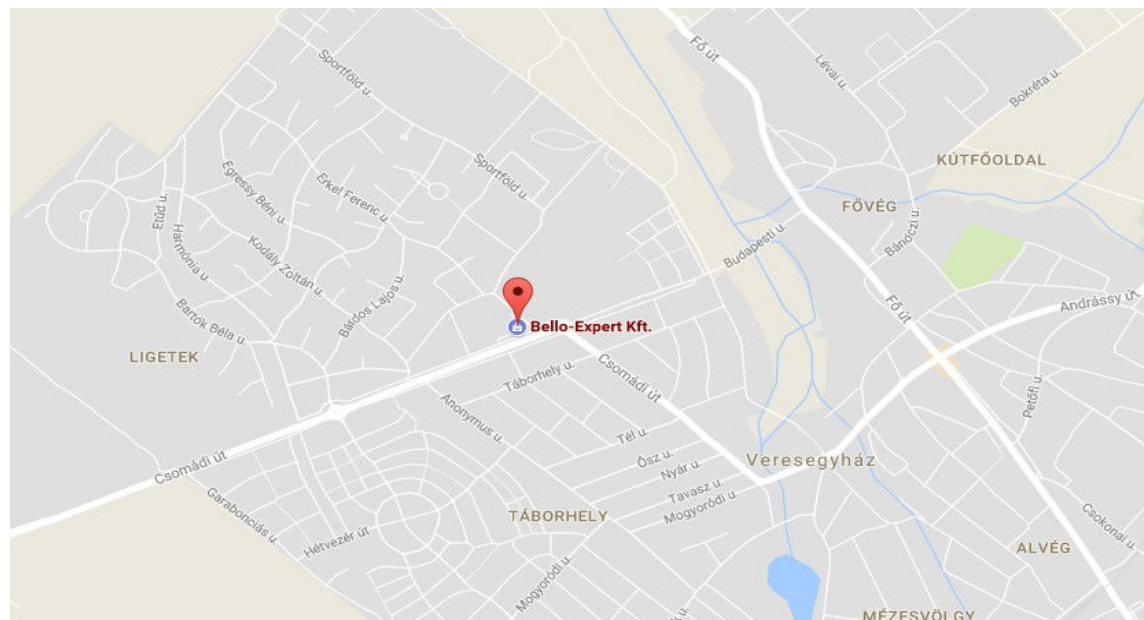 Fő út
Lévai u.
Bokréta u.
Sportföld u.
KÚTFŐOLDAL
Sportföld u.
Egressy Béni u.
Erkel Ferenc u.
FŐVÉG
Etűd u.
Harmónia u.
Kodály Zoltán u.
Bánóczi u.
Budapesti u.
Bárdos Lajos u.
Andrássy út
Bartók Béla u.
Fő út
Bello-Expert Kft.
LIGETEK
Táborhely u.
Csomádi út
Petőfi u.
Anonymus u.
Tél u.
Ősz u.
Veresegyház
Csomádi út
Nyár u.
Tavasz u.
Garabonciás u.
Mogyoródi u.
TÁBORHELY
Csokonai u.
Hétvezér út
ALVÉG
Mogyoródi u.
MÉZESVÖLGY